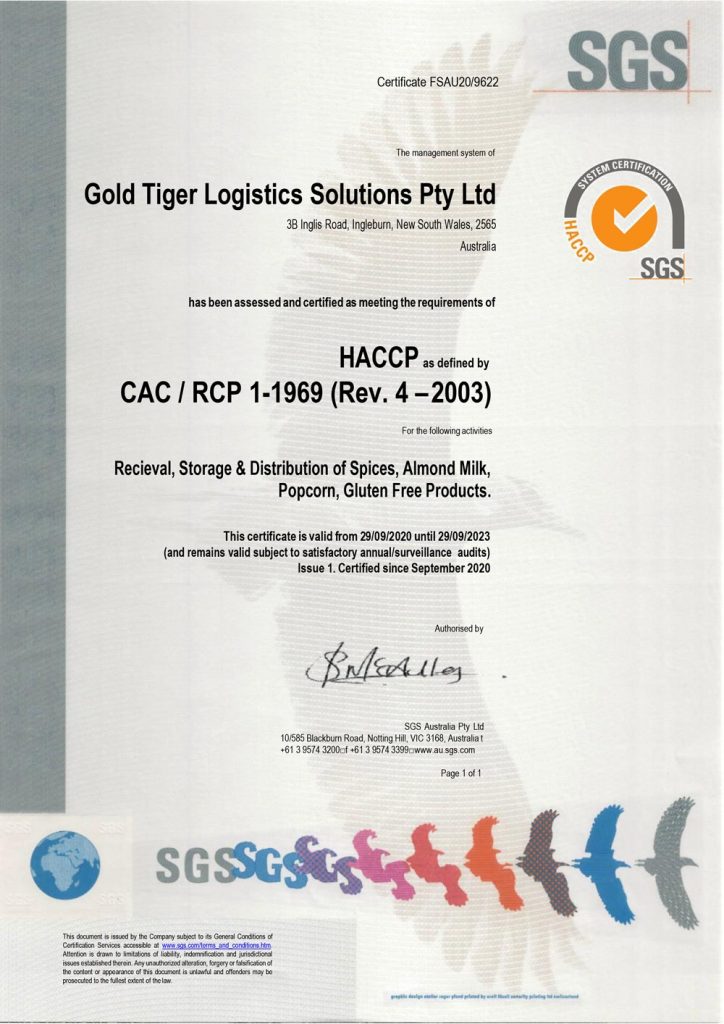 SGS
Certificate FSAU20/9622
The management system of
Gold Tiger Logistics Solutions Pty Ltd
3B Inglis Road, Ingleburn, New South Wales, 2565
Australia
SYSTEM CERTIFICATION
HACCP
SGS
has been assessed and certified as meeting the requirements of
HACCP as defined by
CAC / RCP 1-1969 (Rev. 4 – 2003)
For the following activities
Recieval, Storage & Distribution of Spices, Almond Milk,
Popcorn, Gluten Free Products.
This certificate is valid from 29/09/2020 until 29/09/2023
(and remains valid subject to satisfactory annual/surveillance audits)
Issue 1. Certified since September 2020
Authorised by
SGS Australia Pty Ltd
10/585 Blackburn Road, Notting Hill, VIC 3168, Australia t
+61 3 9574 3200□f +61 3 9574 3399□www.au.sgs.com
Page 1 of 1
SGS SGS SGS SGS
This document is issued by the Company subject to its General Conditions of
Certification Services accessible at www.sgs.com/terms_and_conditions.htm.
Attention is drawn to limitations of liability, indemnification and jurisdictional
issues established therein. Any unauthorized alteration, forgery or falsification of
the content or appearance of this document is unlawful and offenders may be
prosecuted to the fullest extent of the law.